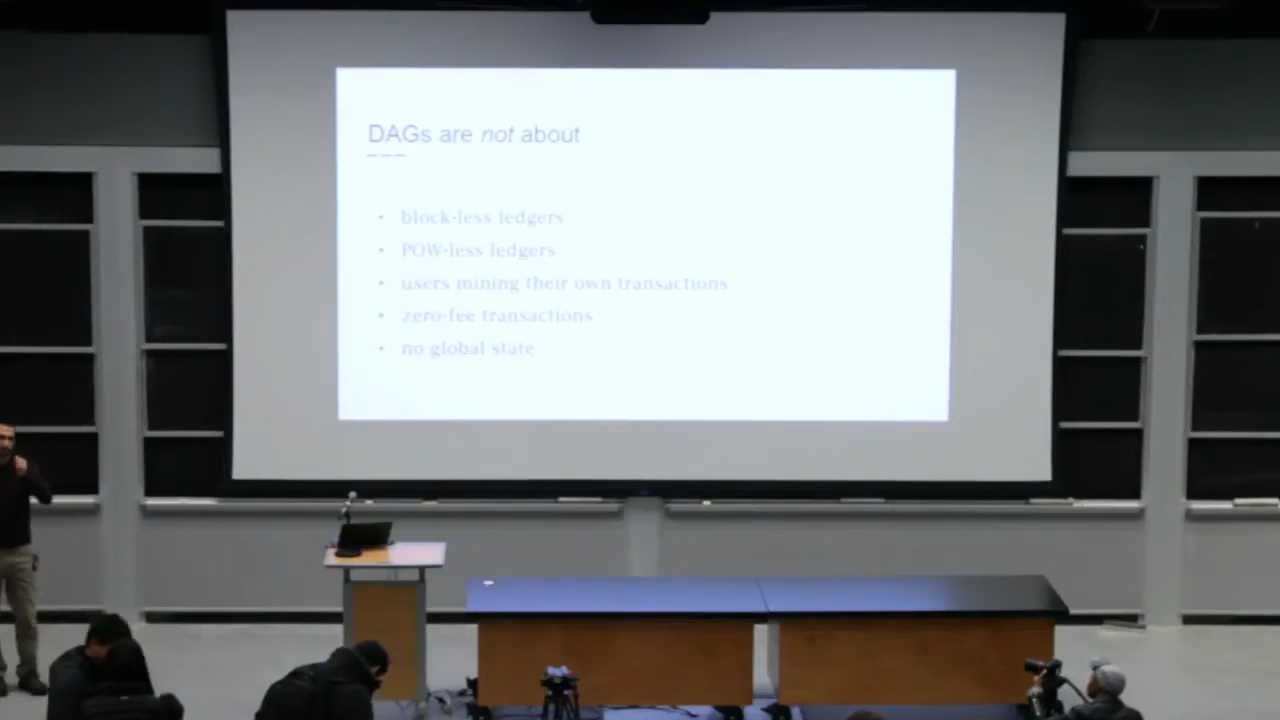 DAGs are not about
• block-less ledgers
• POW-less ledgers
• users mining their own transactions
• zero-fee transactions
• no global state